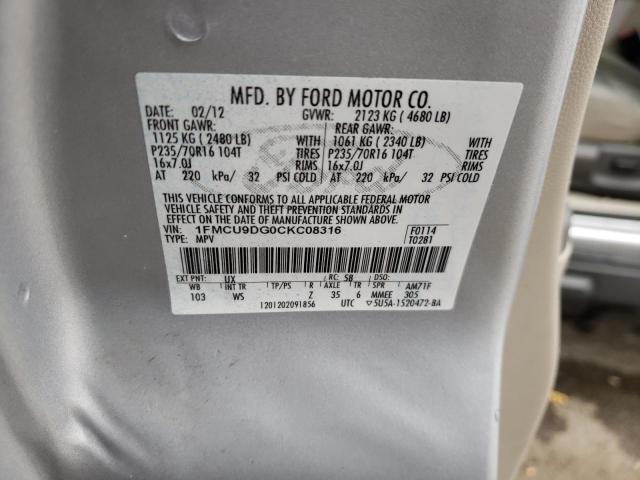 MFD. BY FORD MOTOR CO.
DATE: 02/12 GVWR: 2123 KG ( 4680 LB)
FRONT GAWR: REAR GAWR:
1125 KG ( 2480 LB) WITH 1061 KG ( 2340 LB) WITH
P235/70R16 104T TIRES P235/70R16 104T TIRES
16x7.0J RIMS 16x7.0J RIMS
AT 220 kPa/ 32 PSI COLD AT 220 kPa/ 32 PSI COLD
THIS VEHICLE CONFORMS TO ALL APPLICABLE FEDERAL MOTOR
VEHICLE SAFETY AND THEFT PREVENTION STANDARDS IN
EFFECT ON THE DATE OF MANUFACTURE SHOWN ABOVE.
VIN: 1FMCU9DG0CKC08316 F0114
TYPE: MPV T0281
EXT PNT: UX RC: 58 DSO:
WB INT TR TP/PS R AXLE TR SPR AM71F
103 WS Z 35 6 MMEE 305
1201202091856 UTC ▽5U5A-1520472-BA